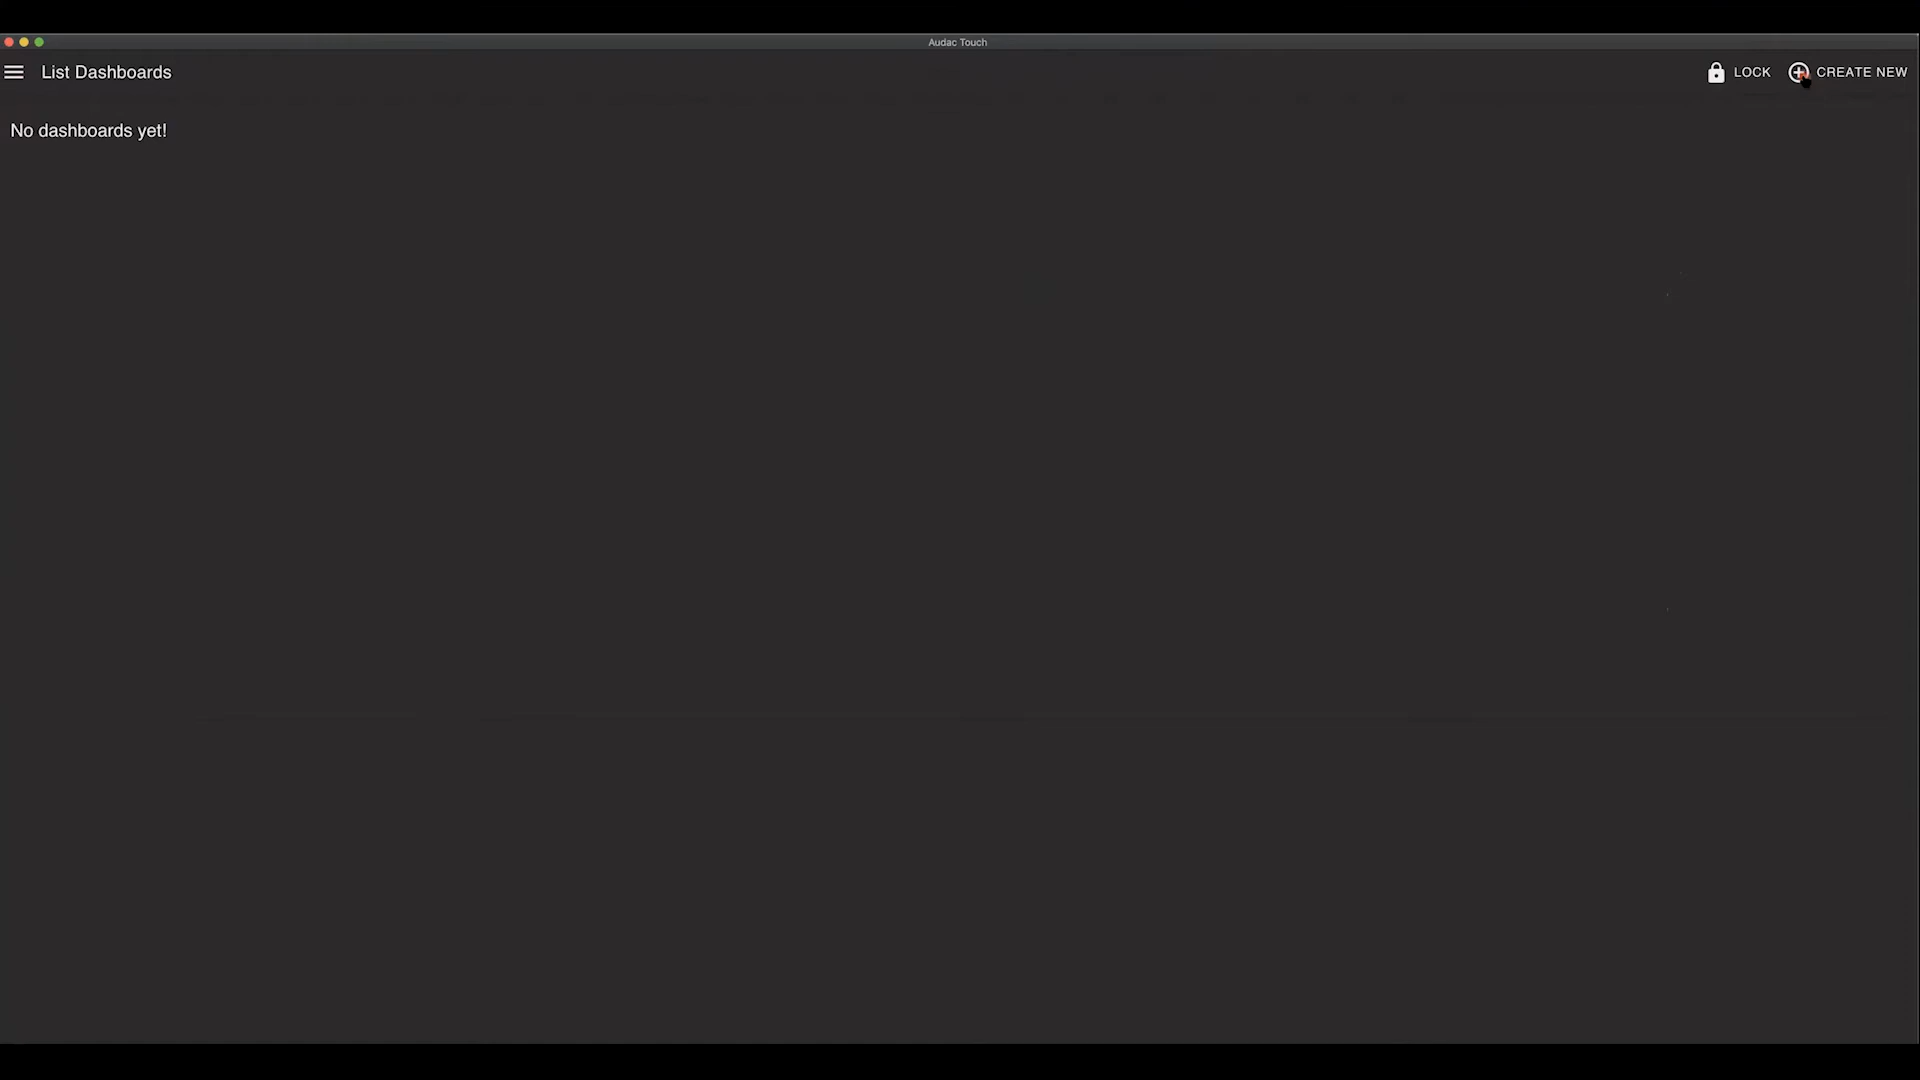 Audac Touch
List Dashboards
LOCK
CREATE NEW
No dashboards yet!